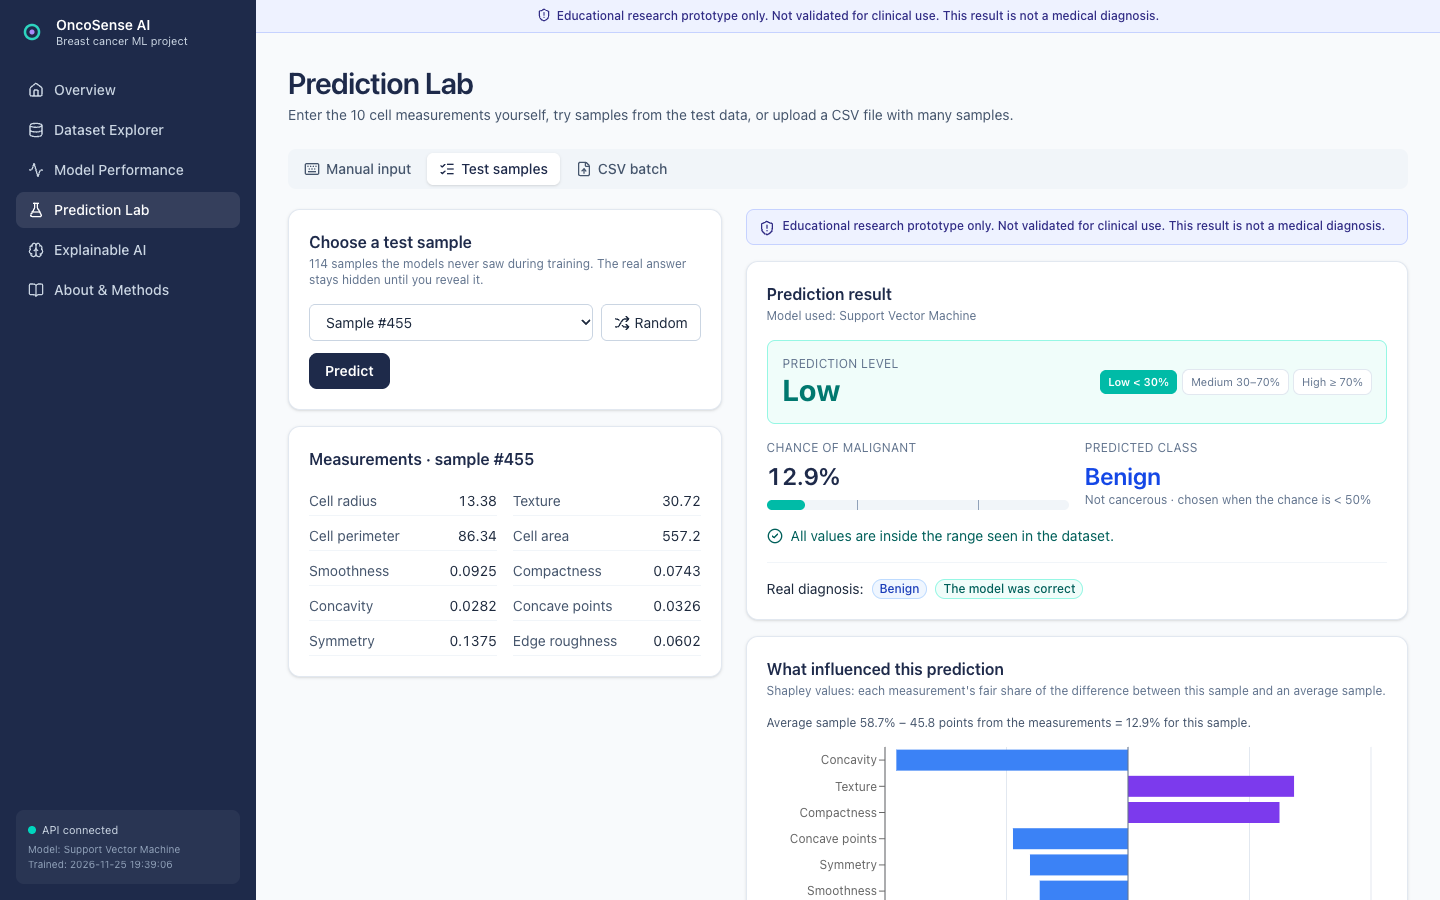 OncoSense AI
Breast cancer ML project
Overview
Dataset Explorer
Model Performance
Prediction Lab
Explainable AI
About & Methods
API connected
Model: Support Vector Machine
Trained: 2026-11-25 19:39:06
Educational research prototype only. Not validated for clinical use. This result is not a medical diagnosis.
Prediction Lab
Enter the 10 cell measurements yourself, try samples from the test data, or upload a CSV file with many samples.
Manual input
Test samples
CSV batch
Choose a test sample
114 samples the models never saw during training. The real answer
stays hidden until you reveal it.
Sample #455
Random
Predict
Measurements · sample #455
Cell radius 13.38 Texture 30.72
Cell perimeter 86.34 Cell area 557.2
Smoothness 0.0925 Compactness 0.0743
Concavity 0.0282 Concave points 0.0326
Symmetry 0.1375 Edge roughness 0.0602
Educational research prototype only. Not validated for clinical use. This result is not a medical diagnosis.
Prediction result
Model used: Support Vector Machine
PREDICTION LEVEL
Low
Low < 30% Medium 30–70% High ≥ 70%
CHANCE OF MALIGNANT
12.9%
PREDICTED CLASS
Benign
Not cancerous · chosen when the chance is < 50%
All values are inside the range seen in the dataset.
Real diagnosis: Benign The model was correct
What influenced this prediction
Shapley values: each measurement's fair share of the difference between this sample and an average sample.
Average sample 58.7% − 45.8 points from the measurements = 12.9% for this sample.
Concavity
Texture
Compactness
Concave points
Symmetry
Smoothness